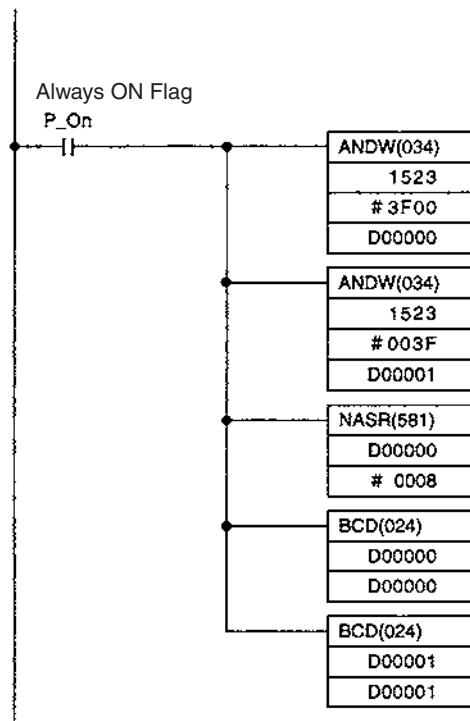 Always ON Flag
P_On
ANDW(034)
1523
#3F00
D00000
ANDW(034)
1523
#003F
D00001
NASR(581)
D00000
# 0008
BCD(024)
D00000
D00000
BCD(024)
D00001
D00001